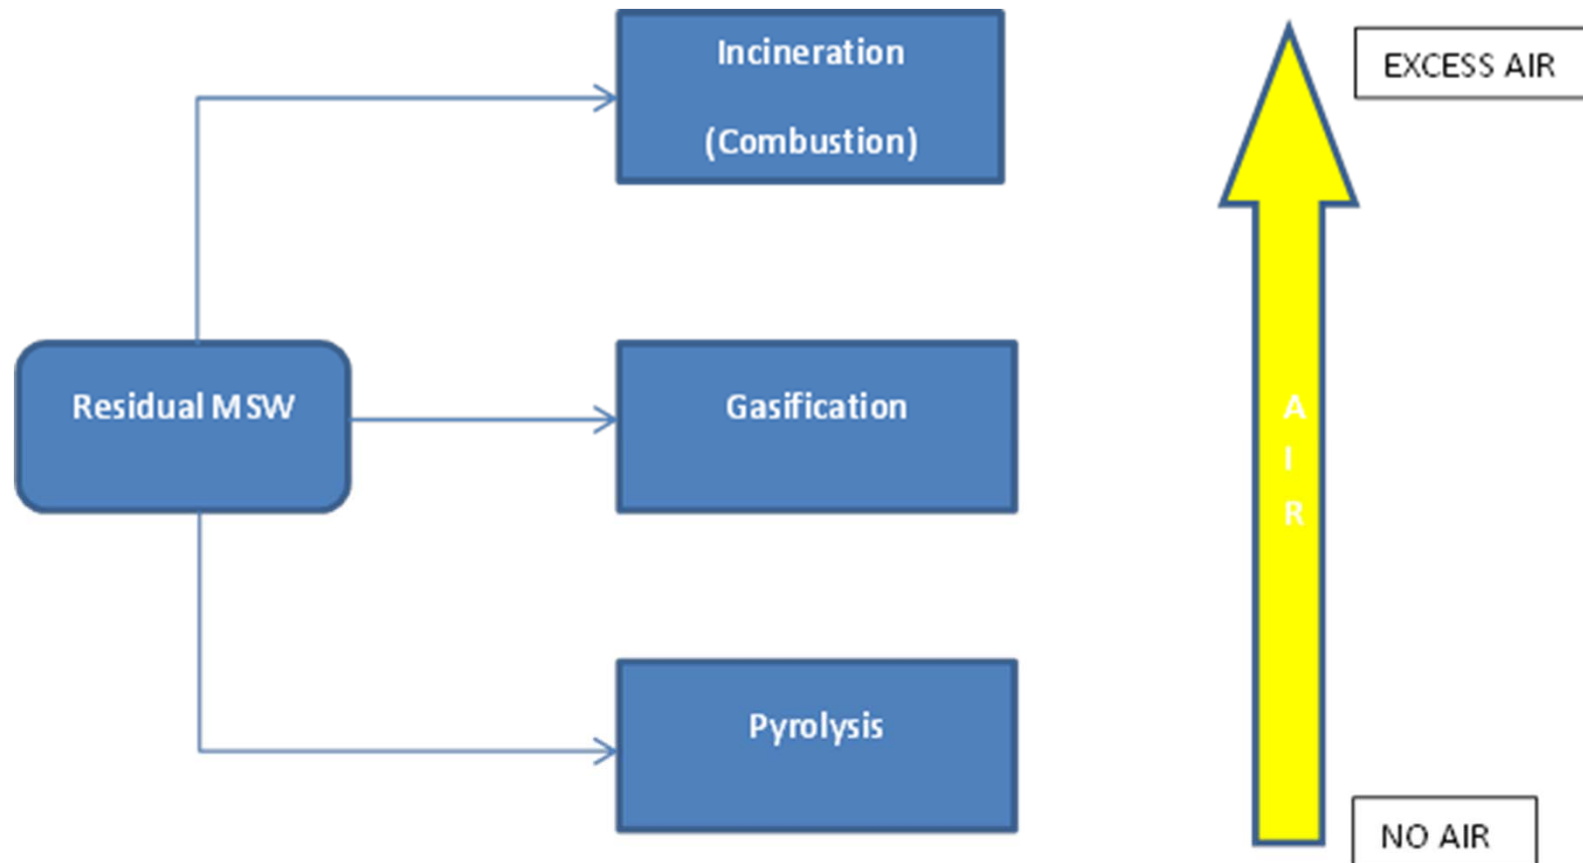 Incineration
(Combustion)
EXCESS AIR
Residual MSW
Gasification
A
I
R
Pyrolysis
NO AIR